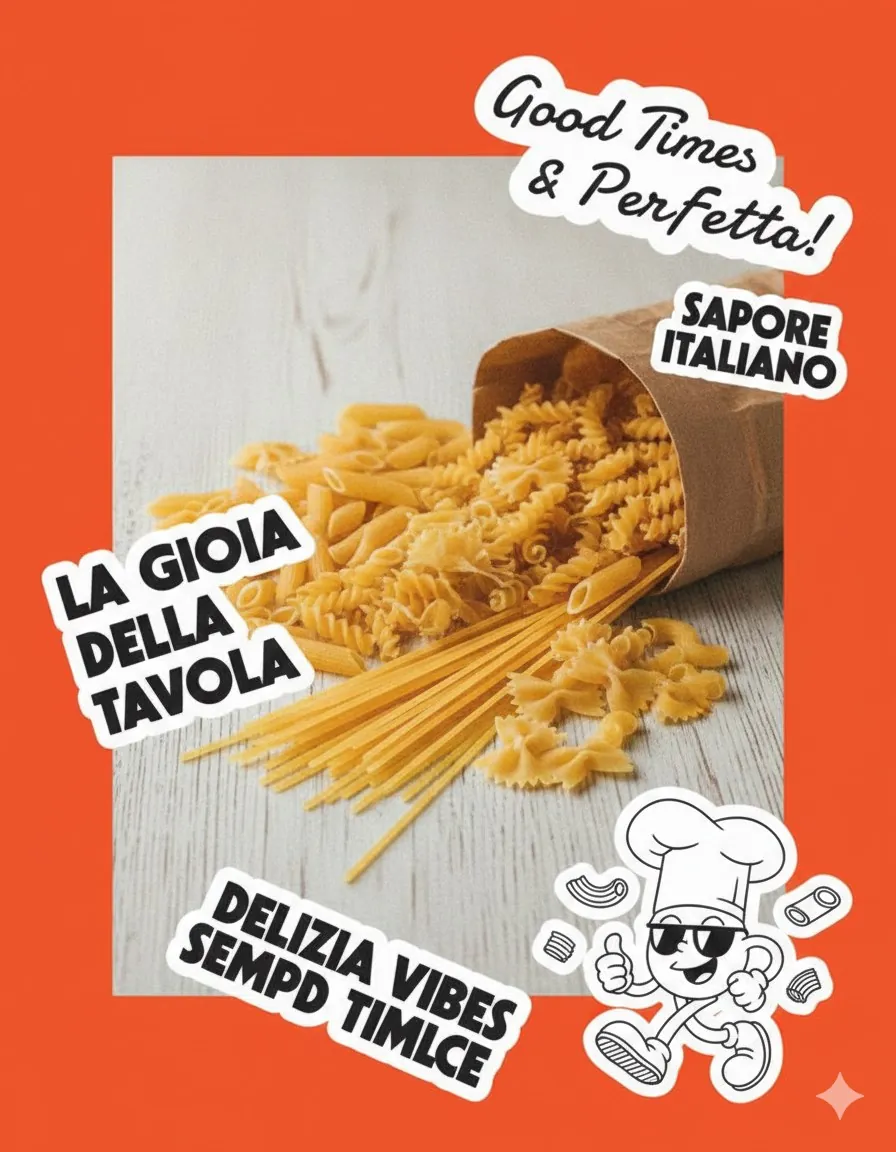 Good Times
& Perfetta!
SAPORE
ITALIANO
LA GIOIA
DELLA
TAVOLA
DELIZIA VIBES
SEMPD TIMLCE